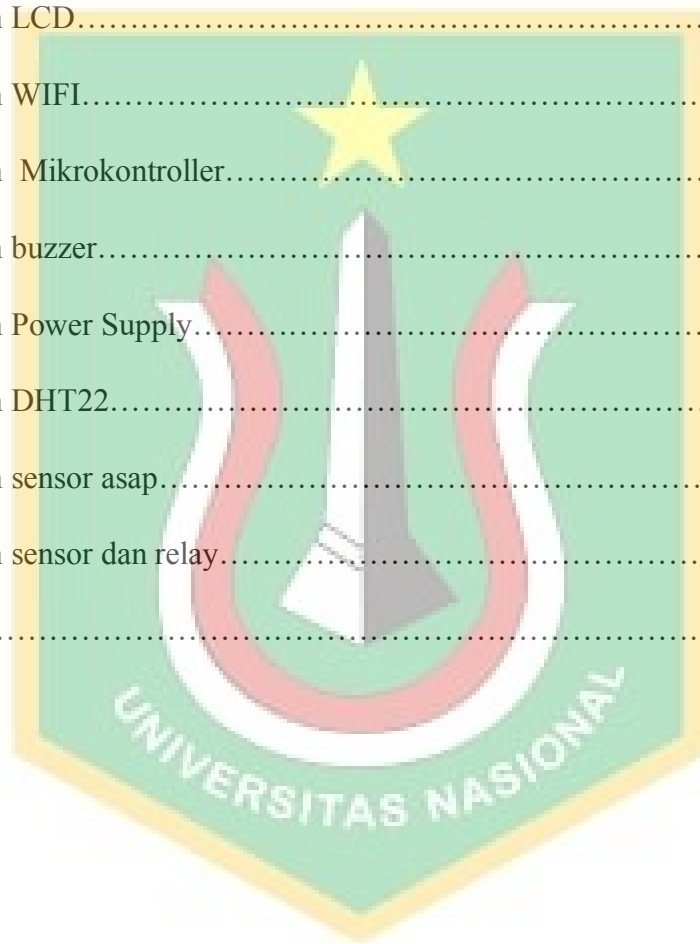 LCD................................................................
WIFI................................................................
Mikrokontroller................................................
buzzer..............................................................
Power Supply...................................................
DHT22.............................................................
sensor asap.......................................................
sensor dan relay................................................
........................................................................
UNIVERSITAS NASIONAL